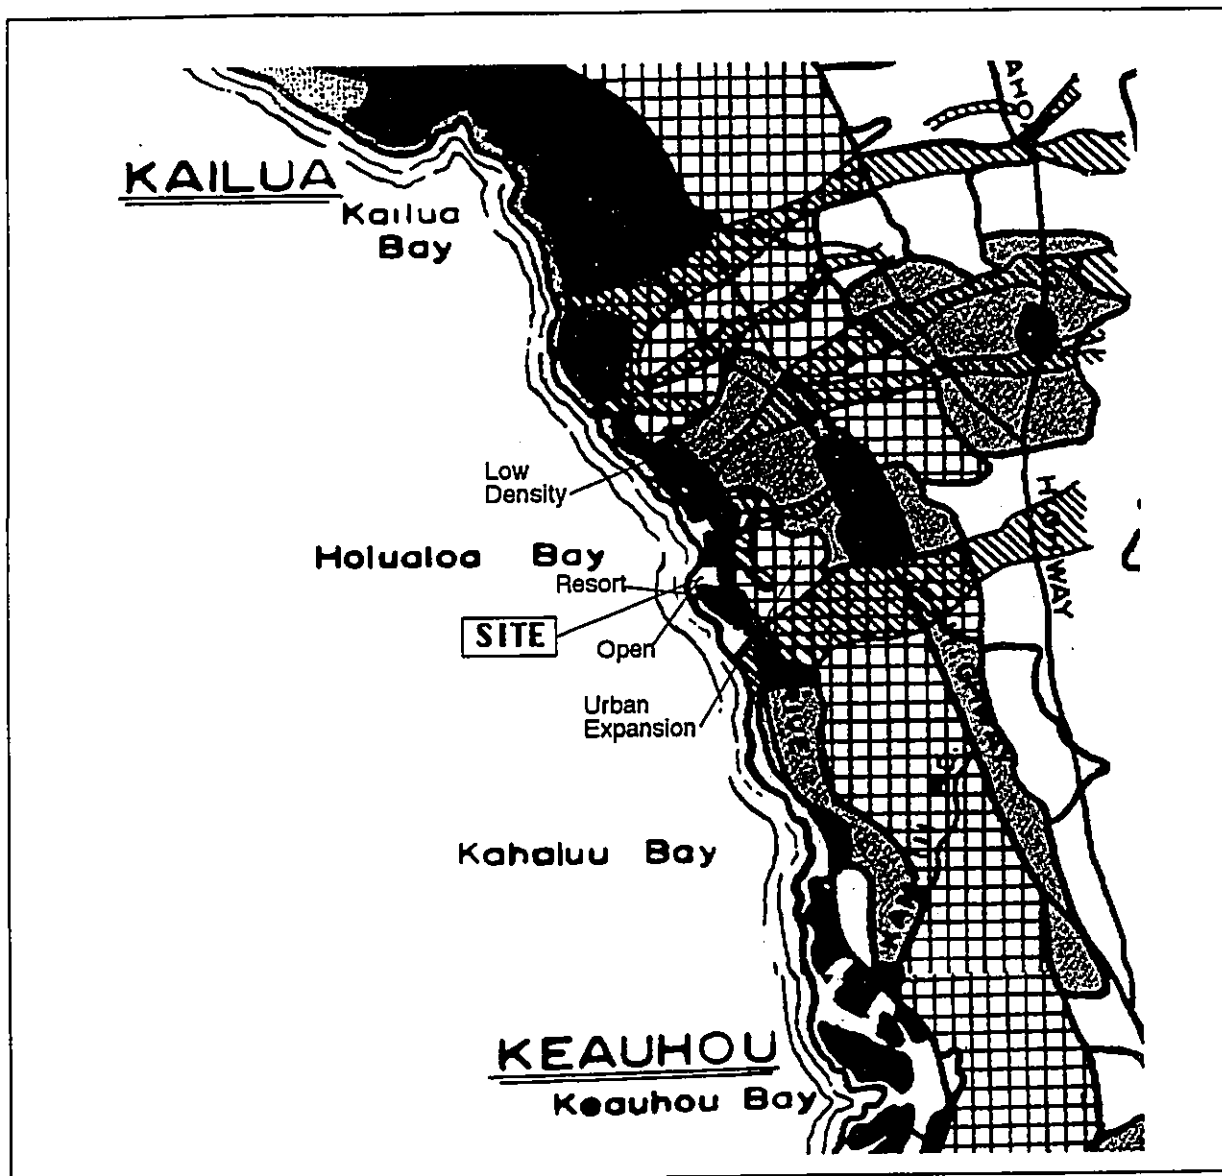 KAILUA
Kailua
Bay
Low
Density
Holualoa Bay
Resort
SITE
Open
Urban
Expansion
Kahaluu Bay
KEAUHOU
Keauhou Bay